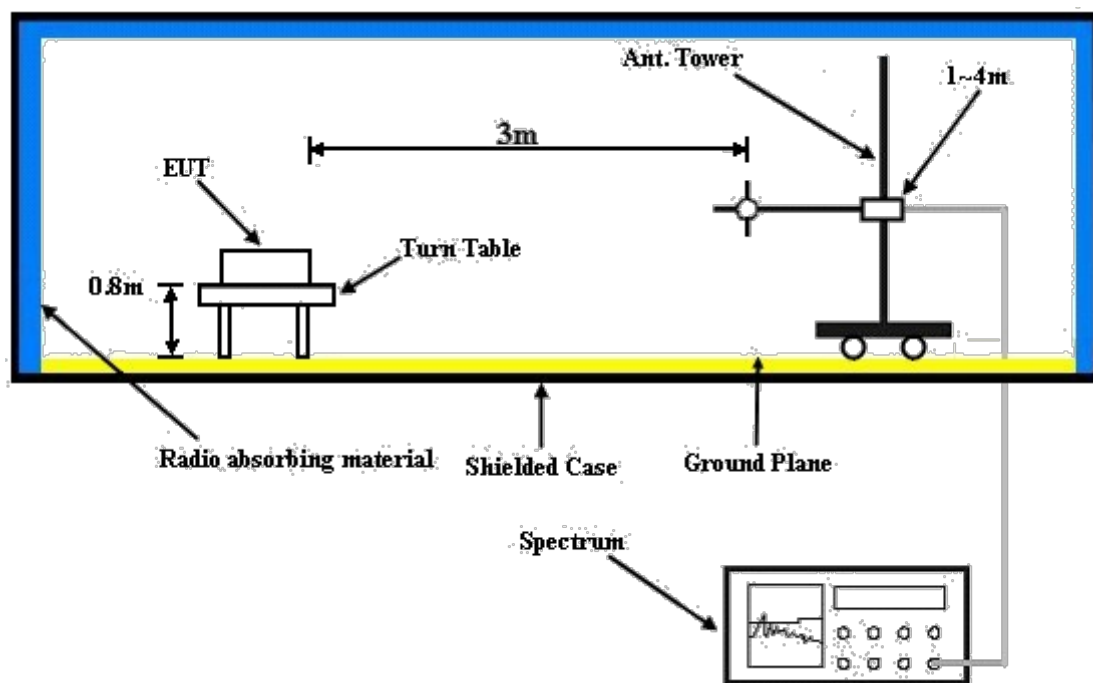 Ant. Tower
1~4m
3m
EUT
Turn Table
0.8m
Radio absorbing material
Shielded Case
Ground Plane
Spectrum